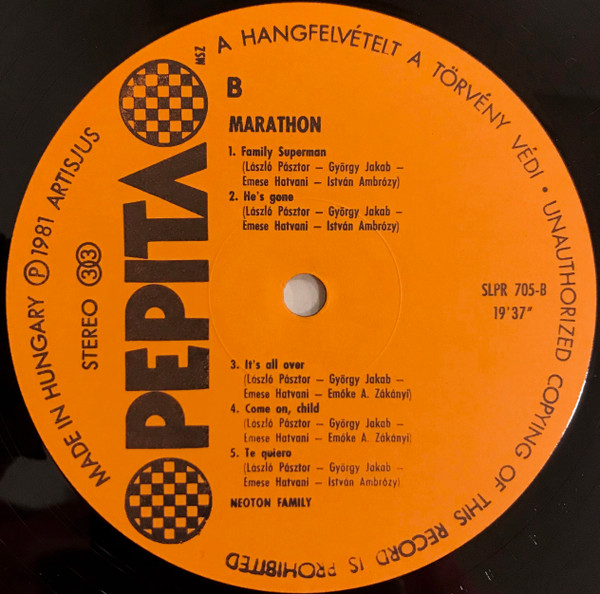 B
MARATHON
1. Family Superman
(László Pásztor – György Jakab –
Emese Hatvani – István Ambrózy)
2. He's gone
(László Pásztor – György Jakab –
Emese Hatvani – István Ambrózy)
SLPR 705-B
19'37"
3. It's all over
(László Pásztor – György Jakab –
Emese Hatvani – Emőke A. Zákányi)
4. Come on, child
(László Pásztor – György Jakab –
Emese Hatvani – Emőke A. Zákányi)
5. Te quiero
(László Pásztor – György Jakab –
Emese Hatvani – István Ambrózy)
NEOTON FAMILY
PEPITA
MSZ
STEREO 303
MADE IN HUNGARY Ⓟ 1981 ARTISJUS
A HANGFELVÉTELT A TÖRVÉNY VÉDI • UNAUTHORIZED COPYING OF THIS RECORD IS PROHIBITED